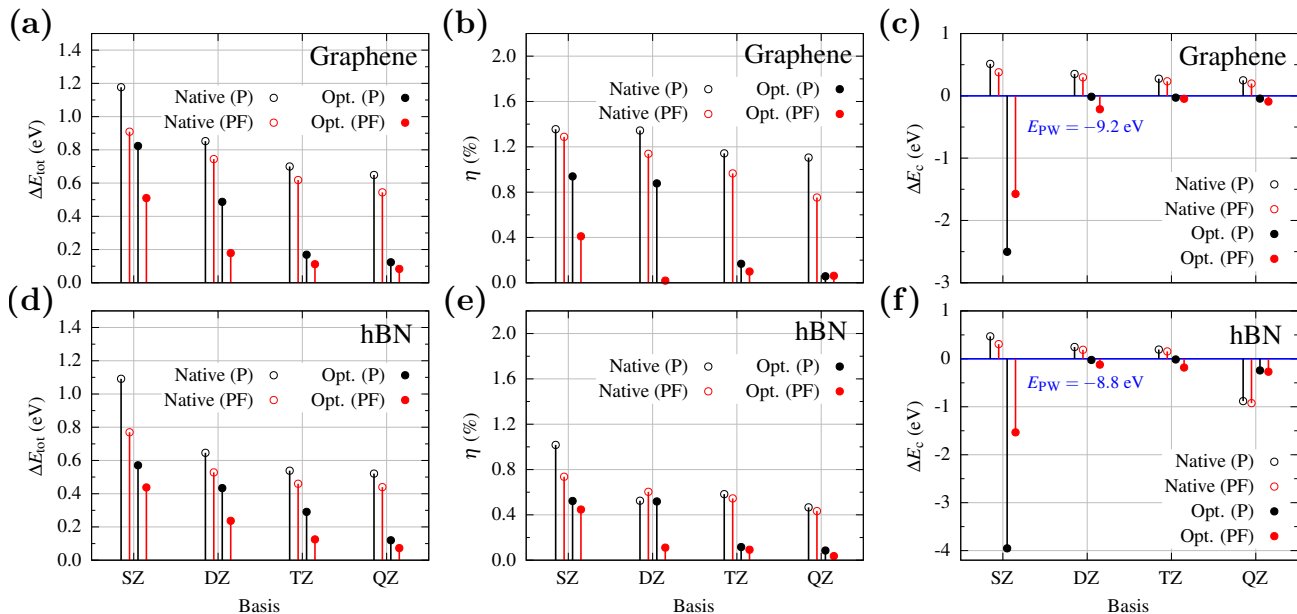 (a)
Graphene
Native (P)
Opt. (P)
Native (PF)
Opt. (PF)
ΔE_tot (eV)
1.4
1.2
1.0
0.8
0.6
0.4
0.2
0.0
(b)
Graphene
Native (P)
Opt. (P)
Native (PF)
Opt. (PF)
η (%)
2.0
1.6
1.2
0.8
0.4
0.0
(c)
Graphene
E_PW = −9.2 eV
Native (P)
Native (PF)
Opt. (P)
Opt. (PF)
ΔE_c (eV)
1
0
-1
-2
-3
(d)
hBN
Native (P)
Opt. (P)
Native (PF)
Opt. (PF)
ΔE_tot (eV)
1.4
1.2
1.0
0.8
0.6
0.4
0.2
0.0
SZ DZ TZ QZ
Basis
(e)
hBN
Native (P)
Opt. (P)
Native (PF)
Opt. (PF)
η (%)
2.0
1.6
1.2
0.8
0.4
0.0
SZ DZ TZ QZ
Basis
(f)
hBN
E_PW = −8.8 eV
Native (P)
Native (PF)
Opt. (P)
Opt. (PF)
ΔE_c (eV)
1
0
-1
-2
-3
-4
SZ DZ TZ QZ
Basis